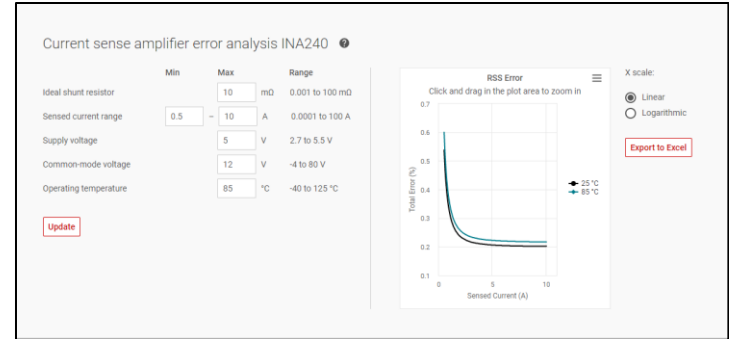 Current sense amplifier error analysis INA240 ?
Min Max Range
Ideal shunt resistor 10 mΩ 0.001 to 100 mΩ
Sensed current range 0.5 – 10 A 0.0001 to 100 A
Supply voltage 5 V 2.7 to 5.5 V
Common-mode voltage 12 V -4 to 80 V
Operating temperature 85 °C -40 to 125 °C
Update
RSS Error
Click and drag in the plot area to zoom in
0.7
0.6
0.5
0.4
0.3
0.2
0.1
Total Error (%)
0 5 10
Sensed Current (A)
25 °C
85 °C
X scale:
Linear
Logarithmic
Export to Excel